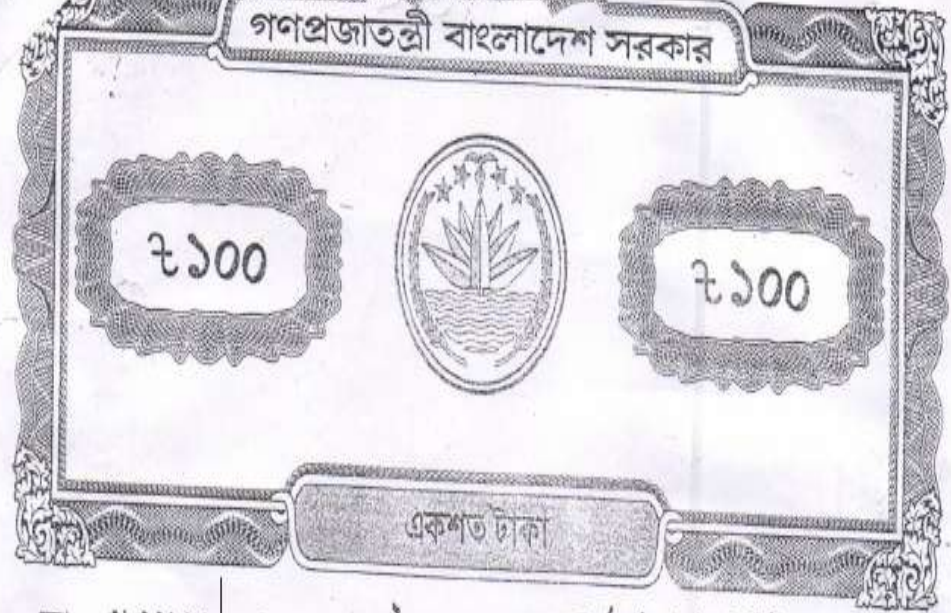 গণপ্রজাতন্ত্রী বাংলাদেশ সরকার
৳ ১০০
৳ ১০০
একশত টাকা